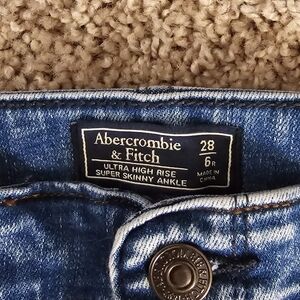 Abercrombie
& Fitch
ULTRA HIGH RISE
SUPER SKINNY ANKLE
28
6R
MADE IN
CHINA